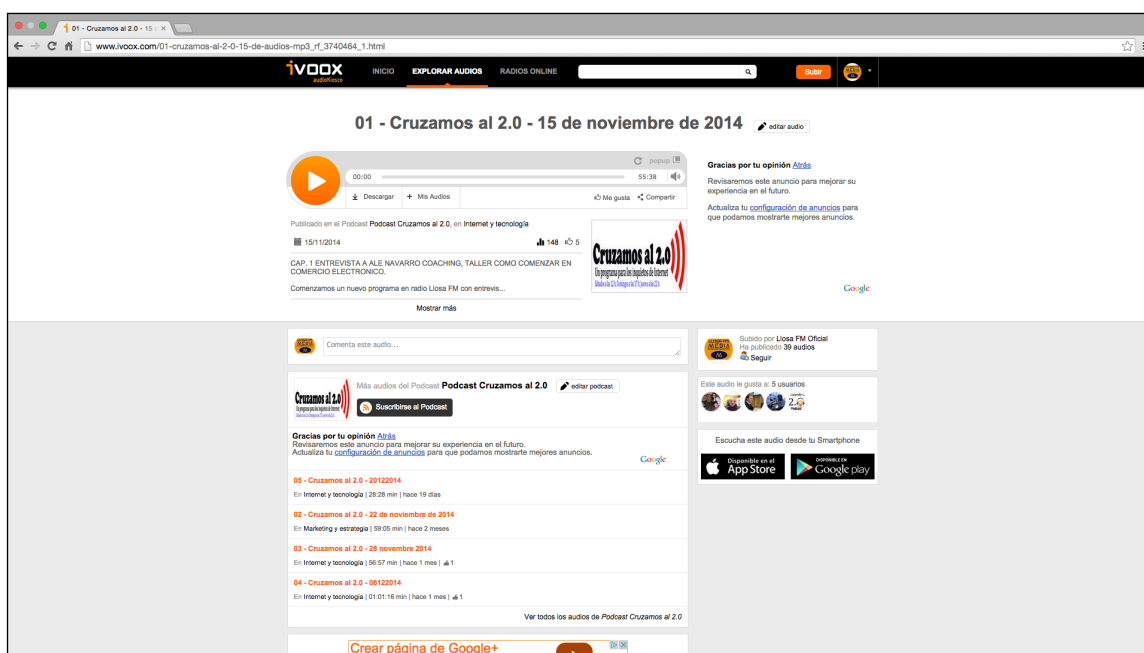 01 - Cruzamos al 2.0 - 15
www.ivoox.com/01-cruzamos-al-2-0-15-de-audios-mp3_rf_3740464_1.html
ivoox
audioKiosco
INICIO EXPLORAR AUDIOS RADIOS ONLINE Subir
01 - Cruzamos al 2.0 - 15 de noviembre de 2014 editar audio
popup
00:00 55:38
Descargar + Mis Audios Me gusta Compartir
Publicado en el Podcast Podcast Cruzamos al 2.0, en Internet y tecnología
15/11/2014 148 5
CAP. 1 ENTREVISTA A ALE NAVARRO COACHING, TALLER COMO COMENZAR EN
COMERCIO ELECTRONICO.
Comenzamos un nuevo programa en radio Llosa FM con entrevis...
Mostrar más
Cruzamos al 2.0
Un programa para los inquietos de Internet
Gracias por tu opinión Atrás
Revisaremos este anuncio para mejorar su
experiencia en el futuro.
Actualiza tu configuración de anuncios para
que podamos mostrarte mejores anuncios.
Google
Comenta este audio...
Subido por Llosa FM Oficial
Ha publicado 39 audios
Seguir
Más audios del Podcast Podcast Cruzamos al 2.0 editar podcast
Suscribirse al Podcast
Cruzamos al 2.0
Gracias por tu opinión Atrás
Revisaremos este anuncio para mejorar su experiencia en el futuro.
Actualiza tu configuración de anuncios para que podamos mostrarte mejores anuncios.
Google
05 - Cruzamos al 2.0 - 20122014
En Internet y tecnología | 28:28 min | hace 19 días
02 - Cruzamos al 2.0 - 22 de noviembre de 2014
En Marketing y estrategia | 59:05 min | hace 2 meses
03 - Cruzamos al 2.0 - 28 noviembre 2014
En Internet y tecnología | 56:57 min | hace 1 mes | 1
04 - Cruzamos al 2.0 - 06122014
En Internet y tecnología | 01:01:16 min | hace 1 mes | 1
Ver todos los audios de Podcast Cruzamos al 2.0
Este audio le gusta a: 5 usuarios
Escucha este audio desde tu Smartphone
Disponible en el
App Store
DISPONIBLE EN
Google play
Crear página de Google+